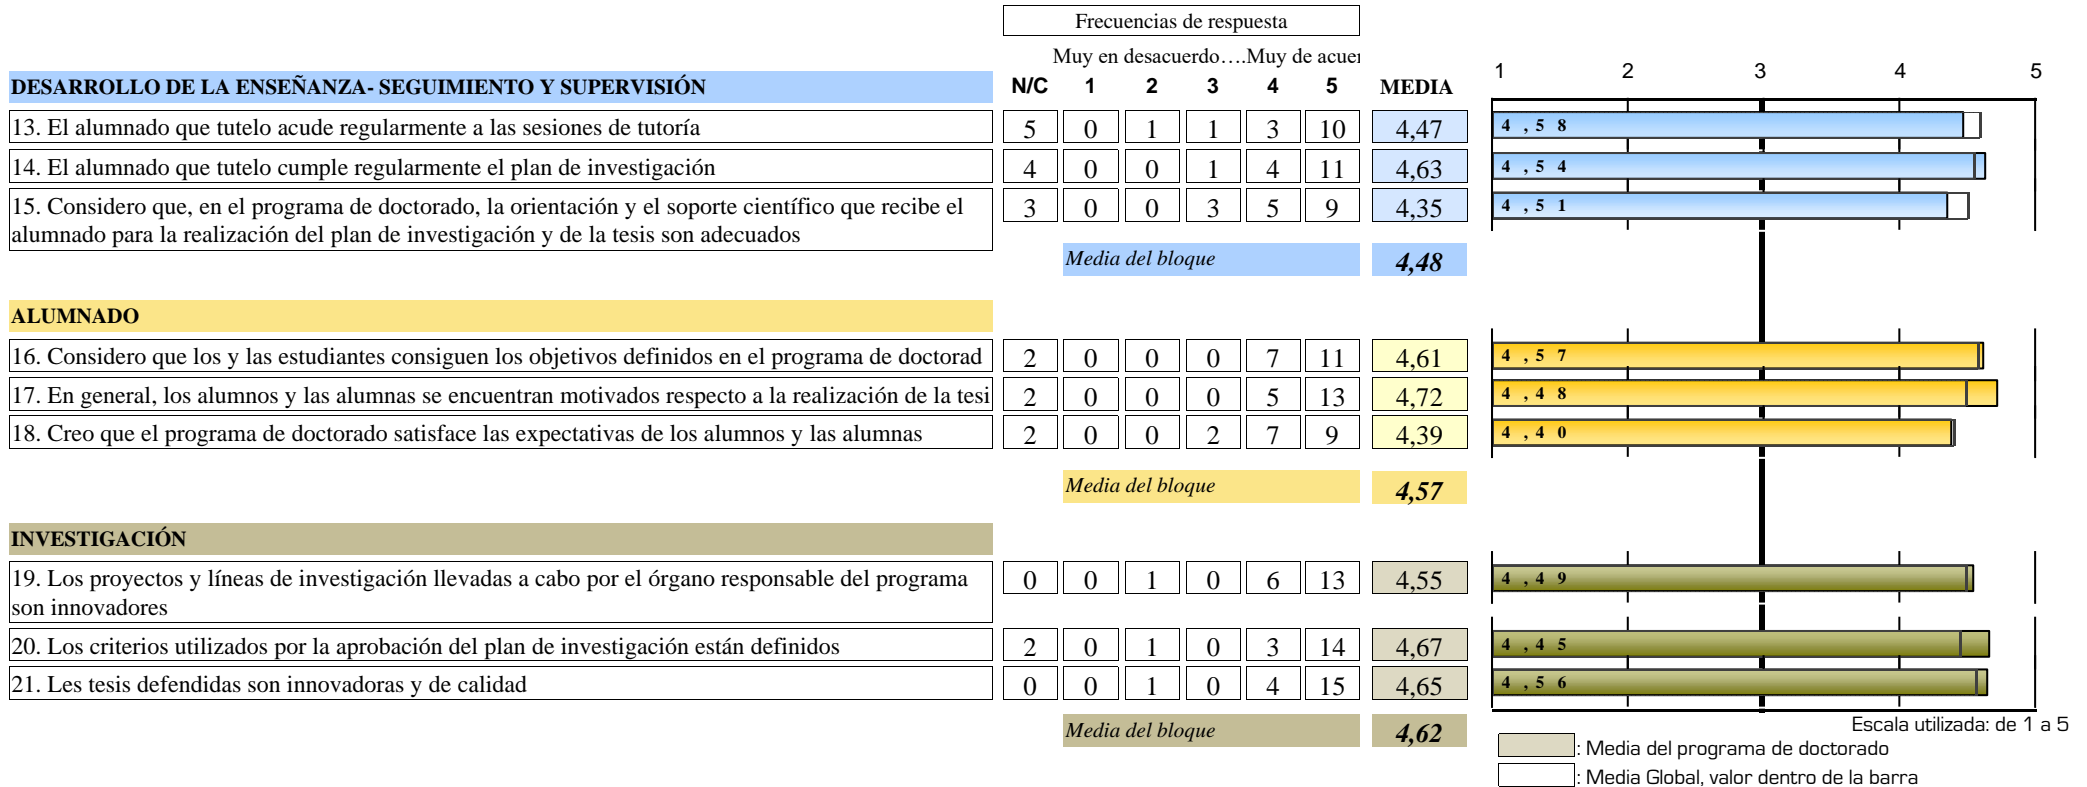 Frecuencias de respuesta
Muy en desacuerdo….Muy de acuer
DESARROLLO DE LA ENSEÑANZA- SEGUIMIENTO Y SUPERVISIÓN N/C 1 2 3 4 5 MEDIA 1 2 3 4 5
13. El alumnado que tutelo acude regularmente a las sesiones de tutoría 5 0 1 1 3 10 4,47 4,58
14. El alumnado que tutelo cumple regularmente el plan de investigación 4 0 0 1 4 11 4,63 4,54
15. Considero que, en el programa de doctorado, la orientación y el soporte científico que recibe el 3 0 0 3 5 9 4,35 4,51
alumnado para la realización del plan de investigación y de la tesis son adecuados
Media del bloque 4,48
ALUMNADO
16. Considero que los y las estudiantes consiguen los objetivos definidos en el programa de doctorad 2 0 0 0 7 11 4,61 4,57
17. En general, los alumnos y las alumnas se encuentran motivados respecto a la realización de la tesi 2 0 0 0 5 13 4,72 4,48
18. Creo que el programa de doctorado satisface las expectativas de los alumnos y las alumnas 2 0 0 2 7 9 4,39 4,40
Media del bloque 4,57
INVESTIGACIÓN
19. Los proyectos y líneas de investigación llevadas a cabo por el órgano responsable del programa 0 0 1 0 6 13 4,55 4,49
son innovadores
20. Los criterios utilizados por la aprobación del plan de investigación están definidos 2 0 1 0 3 14 4,67 4,45
21. Les tesis defendidas son innovadoras y de calidad 0 0 1 0 4 15 4,65 4,56
Media del bloque 4,62
Escala utilizada: de 1 a 5
: Media del programa de doctorado
: Media Global, valor dentro de la barra